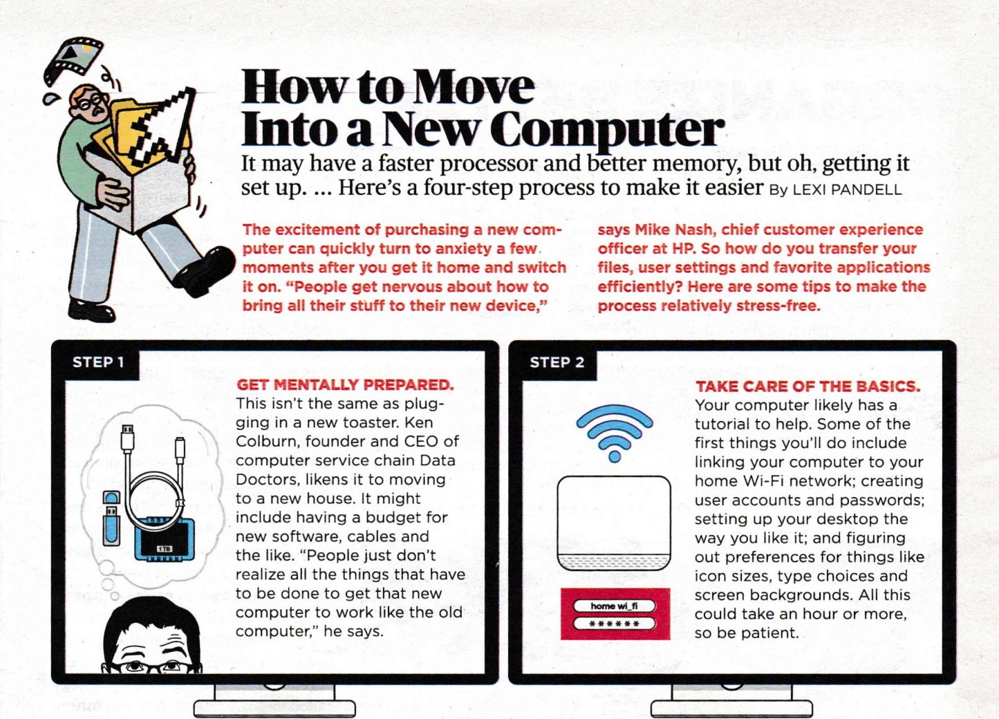 How to Move
Into a New Computer
It may have a faster processor and better memory, but oh, getting it
set up. ... Here's a four-step process to make it easier By LEXI PANDELL
The excitement of purchasing a new com-
puter can quickly turn to anxiety a few
moments after you get it home and switch
it on. “People get nervous about how to
bring all their stuff to their new device,”
says Mike Nash, chief customer experience
officer at HP. So how do you transfer your
files, user settings and favorite applications
efficiently? Here are some tips to make the
process relatively stress-free.
STEP 1
GET MENTALLY PREPARED.
This isn't the same as plug-
ging in a new toaster. Ken
Colburn, founder and CEO of
computer service chain Data
Doctors, likens it to moving
to a new house. It might
include having a budget for
new software, cables and
the like. “People just don't
realize all the things that have
to be done to get that new
computer to work like the old
computer,” he says.
1 TB
STEP 2
TAKE CARE OF THE BASICS.
Your computer likely has a
tutorial to help. Some of the
first things you'll do include
linking your computer to your
home Wi-Fi network; creating
user accounts and passwords;
setting up your desktop the
way you like it; and figuring
out preferences for things like
icon sizes, type choices and
screen backgrounds. All this
could take an hour or more,
so be patient.
home wi_fi
******